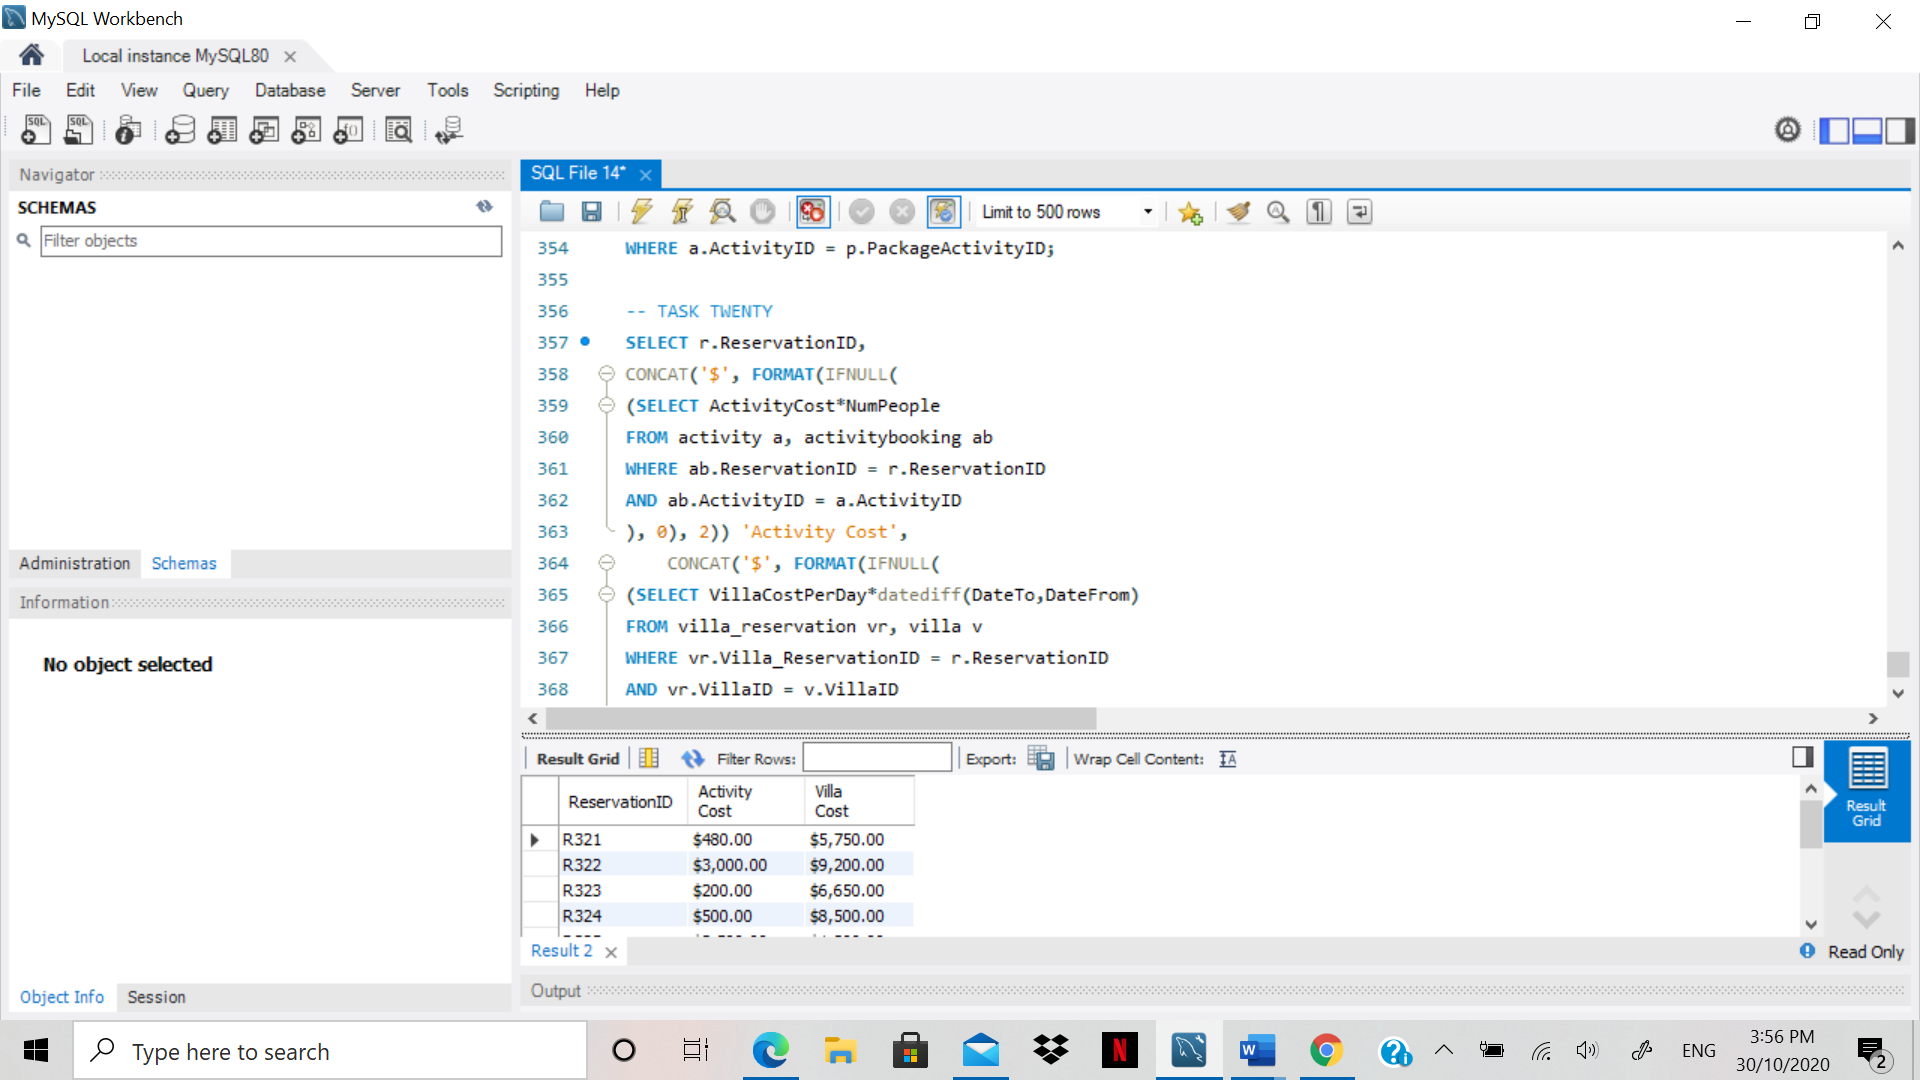 MySQL Workbench
Local instance MySQL80
File Edit View Query Database Server Tools Scripting Help
Navigator
SCHEMAS
Filter objects
Administration Schemas
Information
No object selected
Object Info Session
SQL File 14*
Limit to 500 rows
354 WHERE a.ActivityID = p.PackageActivityID;
355
356 -- TASK TWENTY
357 SELECT r.ReservationID,
358 CONCAT('$', FORMAT(IFNULL(
359 (SELECT ActivityCost*NumPeople
360 FROM activity a, activitybooking ab
361 WHERE ab.ReservationID = r.ReservationID
362 AND ab.ActivityID = a.ActivityID
363 ), 0), 2)) 'Activity Cost',
364 CONCAT('$', FORMAT(IFNULL(
365 (SELECT VillaCostPerDay*datediff(DateTo,DateFrom)
366 FROM villa_reservation vr, villa v
367 WHERE vr.Villa_ReservationID = r.ReservationID
368 AND vr.VillaID = v.VillaID
Result Grid Filter Rows: Export: Wrap Cell Content:
ReservationID Activity Cost Villa Cost
R321 $480.00 $5,750.00
R322 $3,000.00 $9,200.00
R323 $200.00 $6,650.00
R324 $500.00 $8,500.00
Result Grid
Result 2
Read Only
Output
Type here to search
ENG
3:56 PM
30/10/2020
2